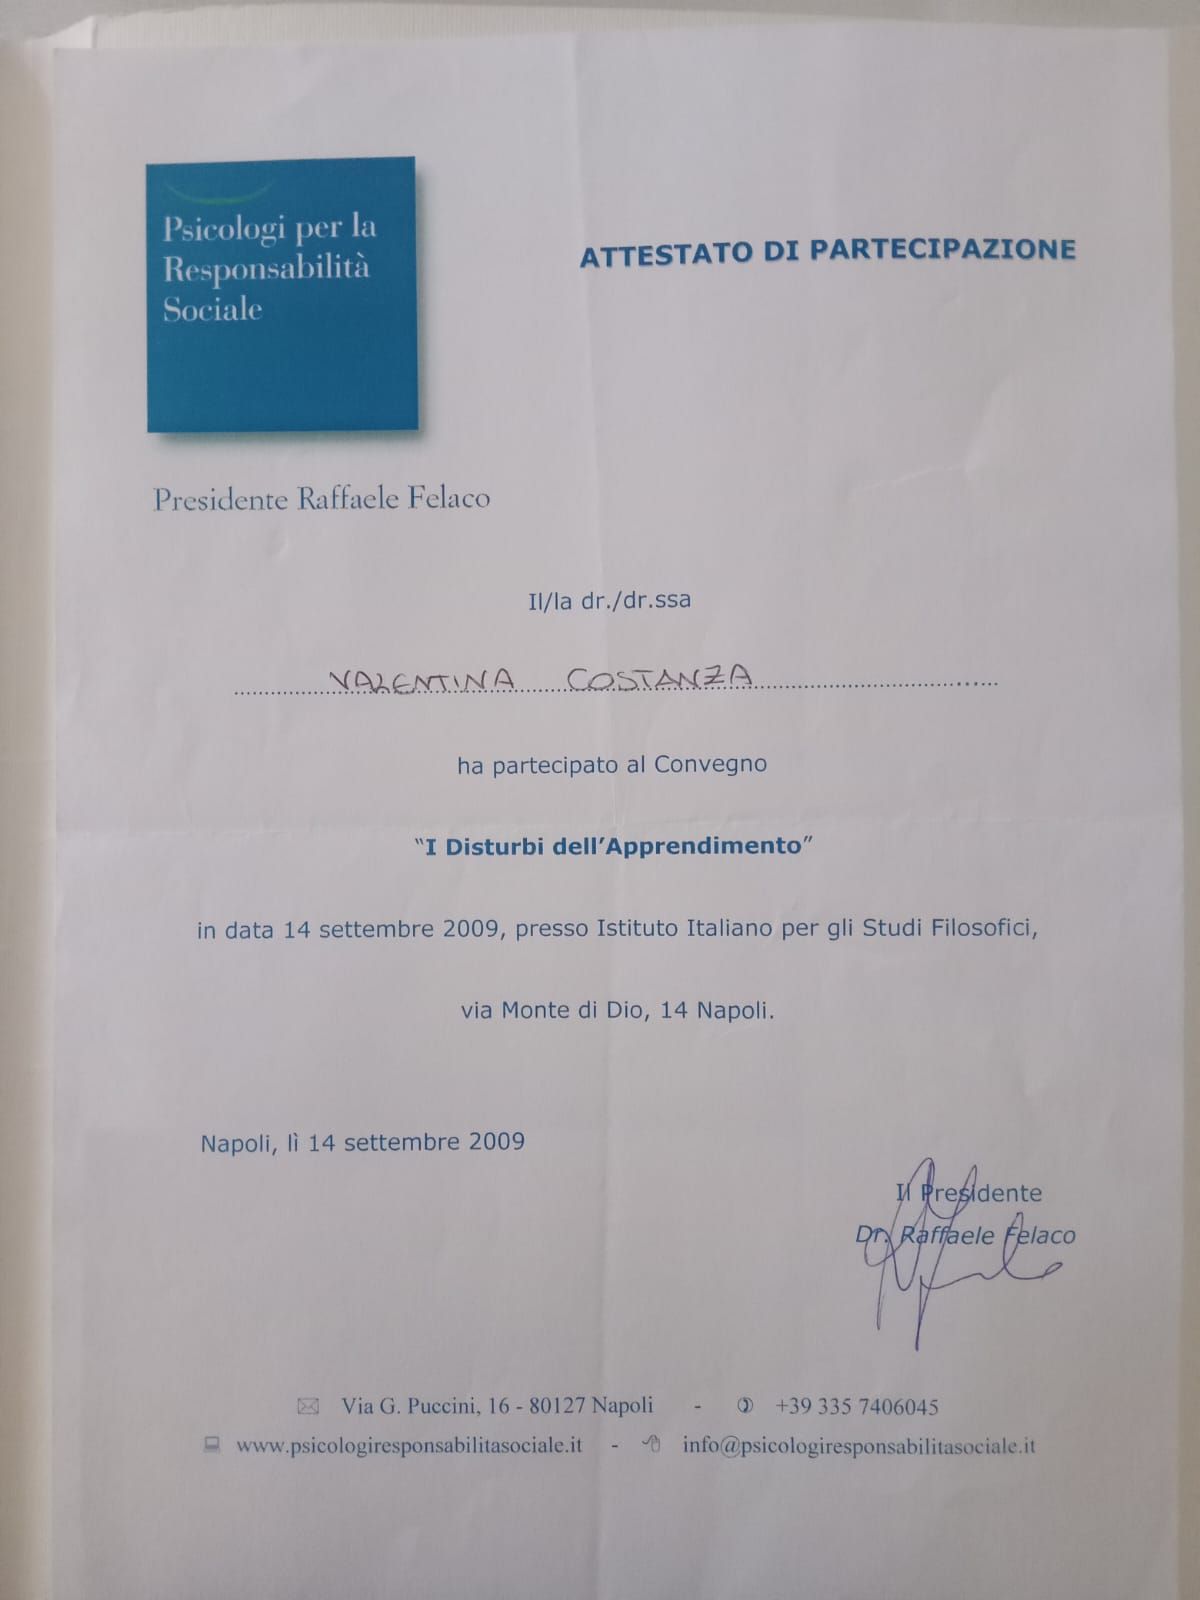 Psicologi per la
Responsabilità
Sociale
ATTESTATO DI PARTECIPAZIONE
Presidente Raffaele Felaco
Il/la dr./dr.ssa
VALENTINA COSTANZA
ha partecipato al Convegno
"I Disturbi dell'Apprendimento"
in data 14 settembre 2009, presso Istituto Italiano per gli Studi Filosofici,
via Monte di Dio, 14 Napoli.
Napoli, lì 14 settembre 2009
Il Presidente
Dr. Raffaele Felaco
Via G. Puccini, 16 - 80127 Napoli - +39 335 7406045
www.psicologiresponsabilitasociale.it - info@psicologiresponsabilitasociale.it